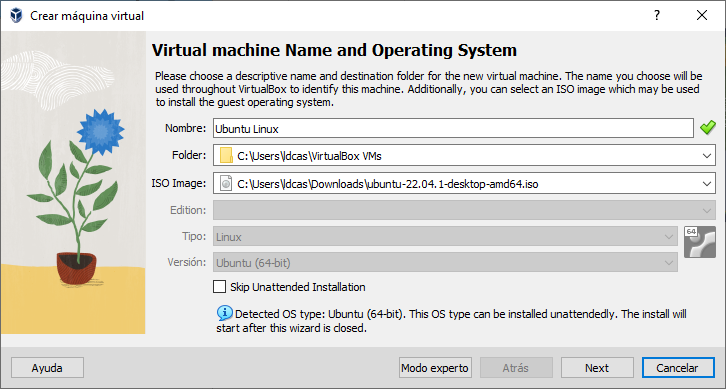 Crear máquina virtual
Virtual machine Name and Operating System
Please choose a descriptive name and destination folder for the new virtual machine. The name you choose will be
used throughout VirtualBox to identify this machine. Additionally, you can select an ISO image which may be used
to install the guest operating system.
Nombre: Ubuntu Linux
Folder: C:\Users\ldcas\VirtualBox VMs
ISO Image: C:\Users\ldcas\Downloads\ubuntu-22.04.1-desktop-amd64.iso
Edition:
Tipo: Linux
64
Versión: Ubuntu (64-bit)
Skip Unattended Installation
Detected OS type: Ubuntu (64-bit). This OS type can be installed unattendedly. The install will
start after this wizard is closed.
Ayuda Modo experto Atrás Next Cancelar